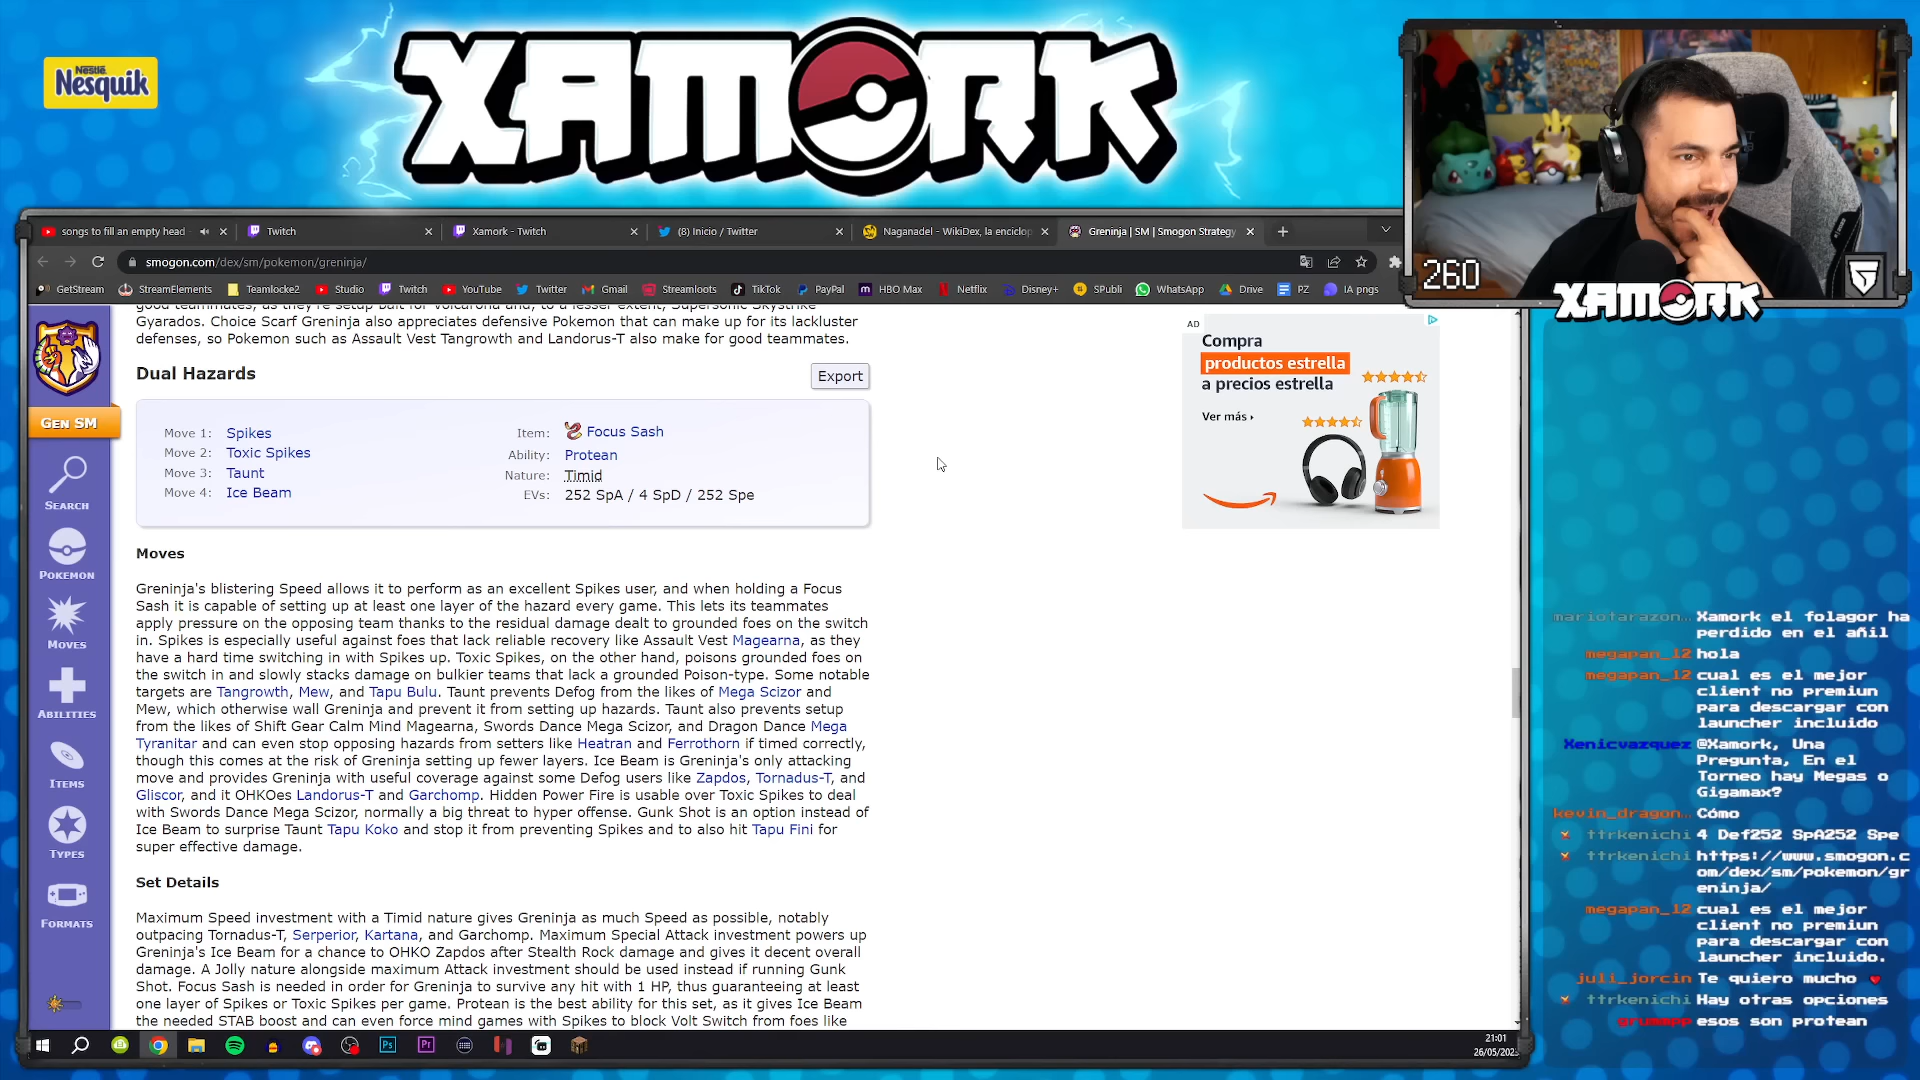 Nestlé
Nesquik
XAMORK
songs to fill an empty head
Twitch
Xamork - Twitch
(8) Inicio / Twitter
Naganadel - WikiDex, la enciclop
Greninja | SM | Smogon Strategy
smogon.com/dex/sm/pokemon/greninja/
GetStream
StreamElements
Teamlocke2
Studio
Twitch
YouTube
Twitter
Gmail
Streamloots
TikTok
PayPal
HBO Max
Netflix
Disney+
SPubli
WhatsApp
Drive
PZ
IA pngs
260
XAMORK
GEN SM
SEARCH
POKEMON
MOVES
ABILITIES
ITEMS
TYPES
FORMATS
Gyarados. Choice Scarf Greninja also appreciates defensive Pokemon that can make up for its lackluster
defenses, so Pokemon such as Assault Vest Tangrowth and Landorus-T also make for good teammates.
Dual Hazards
Export
Move 1: Spikes
Move 2: Toxic Spikes
Move 3: Taunt
Move 4: Ice Beam
Item: Focus Sash
Ability: Protean
Nature: Timid
EVs: 252 SpA / 4 SpD / 252 Spe
Moves
Greninja's blistering Speed allows it to perform as an excellent Spikes user, and when holding a Focus
Sash it is capable of setting up at least one layer of the hazard every game. This lets its teammates
apply pressure on the opposing team thanks to the residual damage dealt to grounded foes on the switch
in. Spikes is especially useful against foes that lack reliable recovery like Assault Vest Magearna, as they
have a hard time switching in with Spikes up. Toxic Spikes, on the other hand, poisons grounded foes on
the switch in and slowly stacks damage on bulkier teams that lack a grounded Poison-type. Some notable
targets are Tangrowth, Mew, and Tapu Bulu. Taunt prevents Defog from the likes of Mega Scizor and
Mew, which otherwise wall Greninja and prevent it from setting up hazards. Taunt also prevents setup
from the likes of Shift Gear Calm Mind Magearna, Swords Dance Mega Scizor, and Dragon Dance Mega
Tyranitar and can even stop opposing hazards from setters like Heatran and Ferrothorn if timed correctly,
though this comes at the risk of Greninja setting up fewer layers. Ice Beam is Greninja's only attacking
move and provides Greninja with useful coverage against some Defog users like Zapdos, Tornadus-T, and
Gliscor, and it OHKOes Landorus-T and Garchomp. Hidden Power Fire is usable over Toxic Spikes to deal
with Swords Dance Mega Scizor, normally a big threat to hyper offense. Gunk Shot is an option instead of
Ice Beam to surprise Taunt Tapu Koko and stop it from preventing Spikes and to also hit Tapu Fini for
super effective damage.
Set Details
Maximum Speed investment with a Timid nature gives Greninja as much Speed as possible, notably
outpacing Tornadus-T, Serperior, Kartana, and Garchomp. Maximum Special Attack investment powers up
Greninja's Ice Beam for a chance to OHKO Zapdos after Stealth Rock damage and gives it decent overall
damage. A Jolly nature alongside maximum Attack investment should be used instead if running Gunk
Shot. Focus Sash is needed in order for Greninja to survive any hit with 1 HP, thus guaranteeing at least
one layer of Spikes or Toxic Spikes per game. Protean is the best ability for this set, as it gives Ice Beam
the needed STAB boost and can even force mind games with Spikes to block Volt Switch from foes like
AD
Compra
productos estrella
a precios estrella
Ver más
mariotarazon... Xamork el folagor ha
perdido en el añil
megapan_12 hola
megapan_12 cual es el mejor
client no premiun
para descargar con
launcher incluido
Xenicvazquez @Xamork, Una
Pregunta, En el
Torneo hay Megas o
Gigamax?
kevin_dragon... Cómo
ttrkenichi 4 Def252 SpA252 Spe
ttrkenichi https://www.smogon.c
om/dex/sm/pokemon/gr
eninja/
megapan_12 cual es el mejor
client no premiun
para descargar con
launcher incluido.
juli_jorcin Te quiero mucho
ttrkenichi Hay otras opciones
grummpp esos son protean
Ps
Pr
21:01